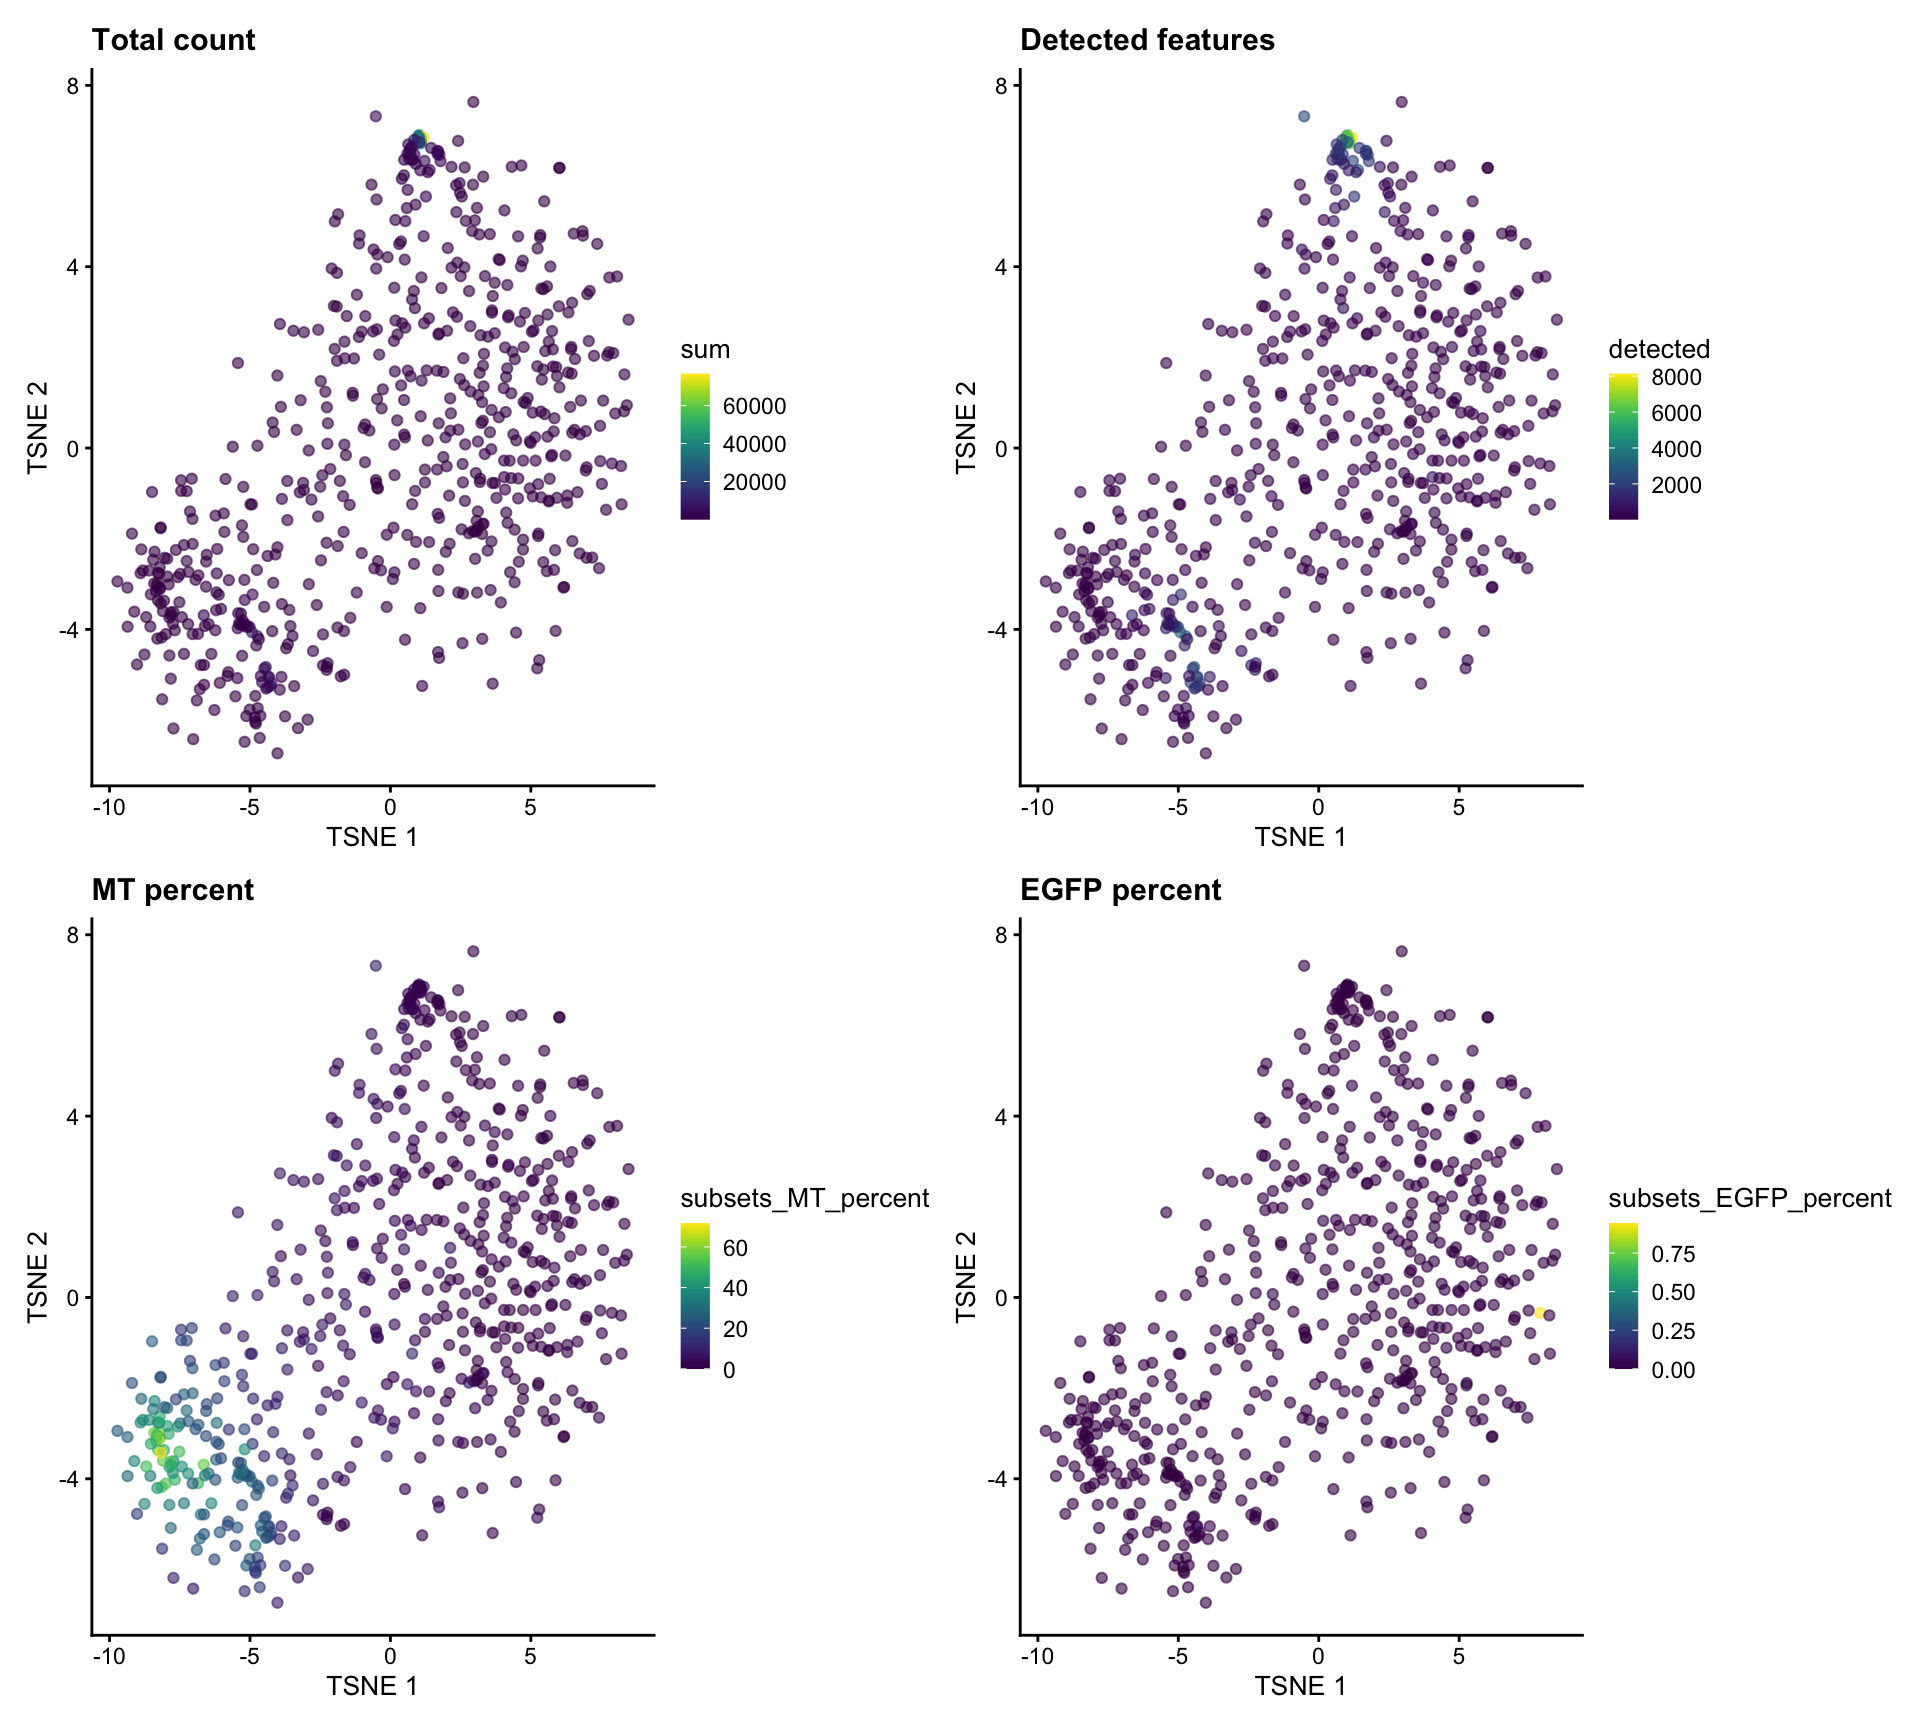 Total count
8
4
0
-4
TSNE 2
-10 -5 0 5
TSNE 1
sum
60000
40000
20000
Detected features
8
4
0
-4
TSNE 2
-10 -5 0 5
TSNE 1
detected
8000
6000
4000
2000
MT percent
8
4
0
-4
TSNE 2
-10 -5 0 5
TSNE 1
subsets_MT_percent
60
40
20
0
EGFP percent
8
4
0
-4
TSNE 2
-10 -5 0 5
TSNE 1
subsets_EGFP_percent
0.75
0.50
0.25
0.00